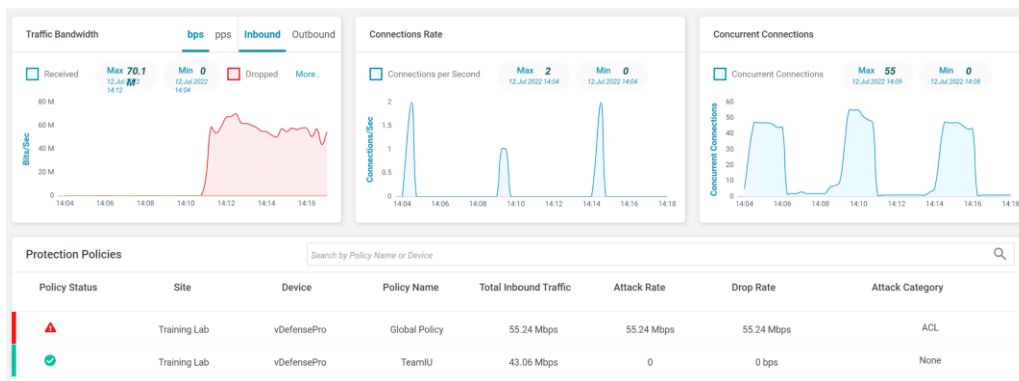 Traffic Bandwidth bps pps Inbound Outbound
Received Max 70.1 M 12.Jul.2022 14:12 Min 0 12.Jul.2022 14:04 Dropped More..
80 M
60 M
40 M
20 M
0
Bits/Sec
14:04 14:06 14:08 14:10 14:12 14:14 14:16
Connections Rate
Connections per Second Max 2 12.Jul.2022 14:04 Min 0 12.Jul.2022 14:04
2
1.5
1
0.5
0
Connections/Sec
14:04 14:06 14:08 14:10 14:12 14:14 14:16 14:18
Concurrent Connections
Concurrent Connections Max 55 12.Jul.2022 14:09 Min 0 12.Jul.2022 14:08
60
50
40
30
20
10
0
Concurrent Connections
14:04 14:06 14:08 14:10 14:12 14:14 14:16 14:18
Protection Policies Search by Policy Name or Device
Policy Status Site Device Policy Name Total Inbound Traffic Attack Rate Drop Rate Attack Category
Training Lab vDefensePro Global Policy 55.24 Mbps 55.24 Mbps 55.24 Mbps ACL
Training Lab vDefensePro TeamIU 43.06 Mbps 0 0 bps None